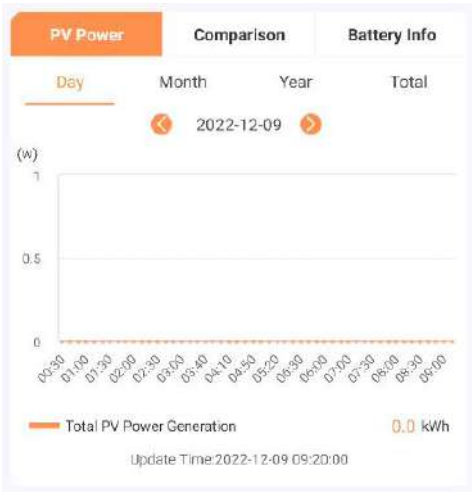 PV Power Comparison Battery Info
Day Month Year Total
2022-12-09
(W)
1
0.5
0
00:30 01:00 01:30 02:00 02:30 03:00 03:40 04:10 04:50 05:20 06:30 06:00 07:00 07:30 08:00 08:30 09:00
Total PV Power Generation 0.0 kWh
Update Time:2022-12-09 09:20:00